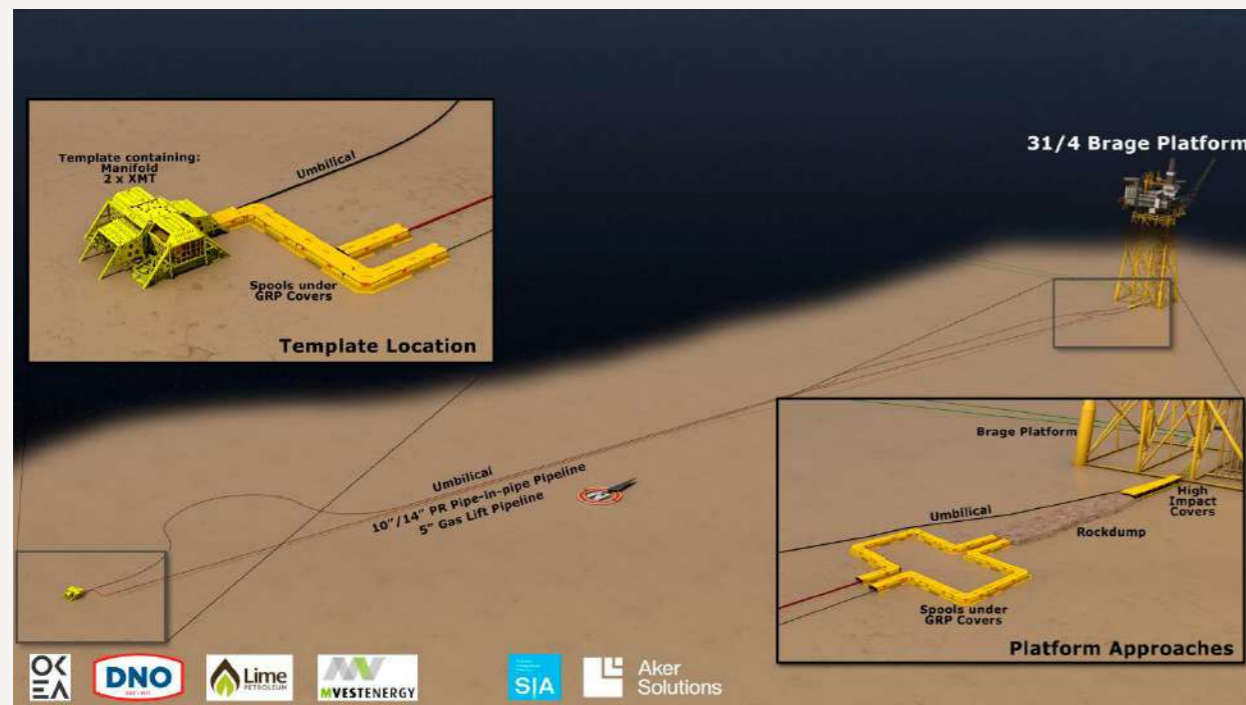 Template containing:
Manifold
2 x XMT
Umbilical
Spools under
GRP Covers
Template Location
31/4 Brage Platform
Umbilical
10"/14" PR Pipe-in-pipe Pipeline
5" Gas Lift Pipeline
N
Brage Platform
Umbilical
High
Impact
Covers
Rockdump
Spools under
GRP Covers
Platform Approaches
OKEA
DNO
Lime
PETROLEUM
MVESTENERGY
S|A
Aker
Solutions